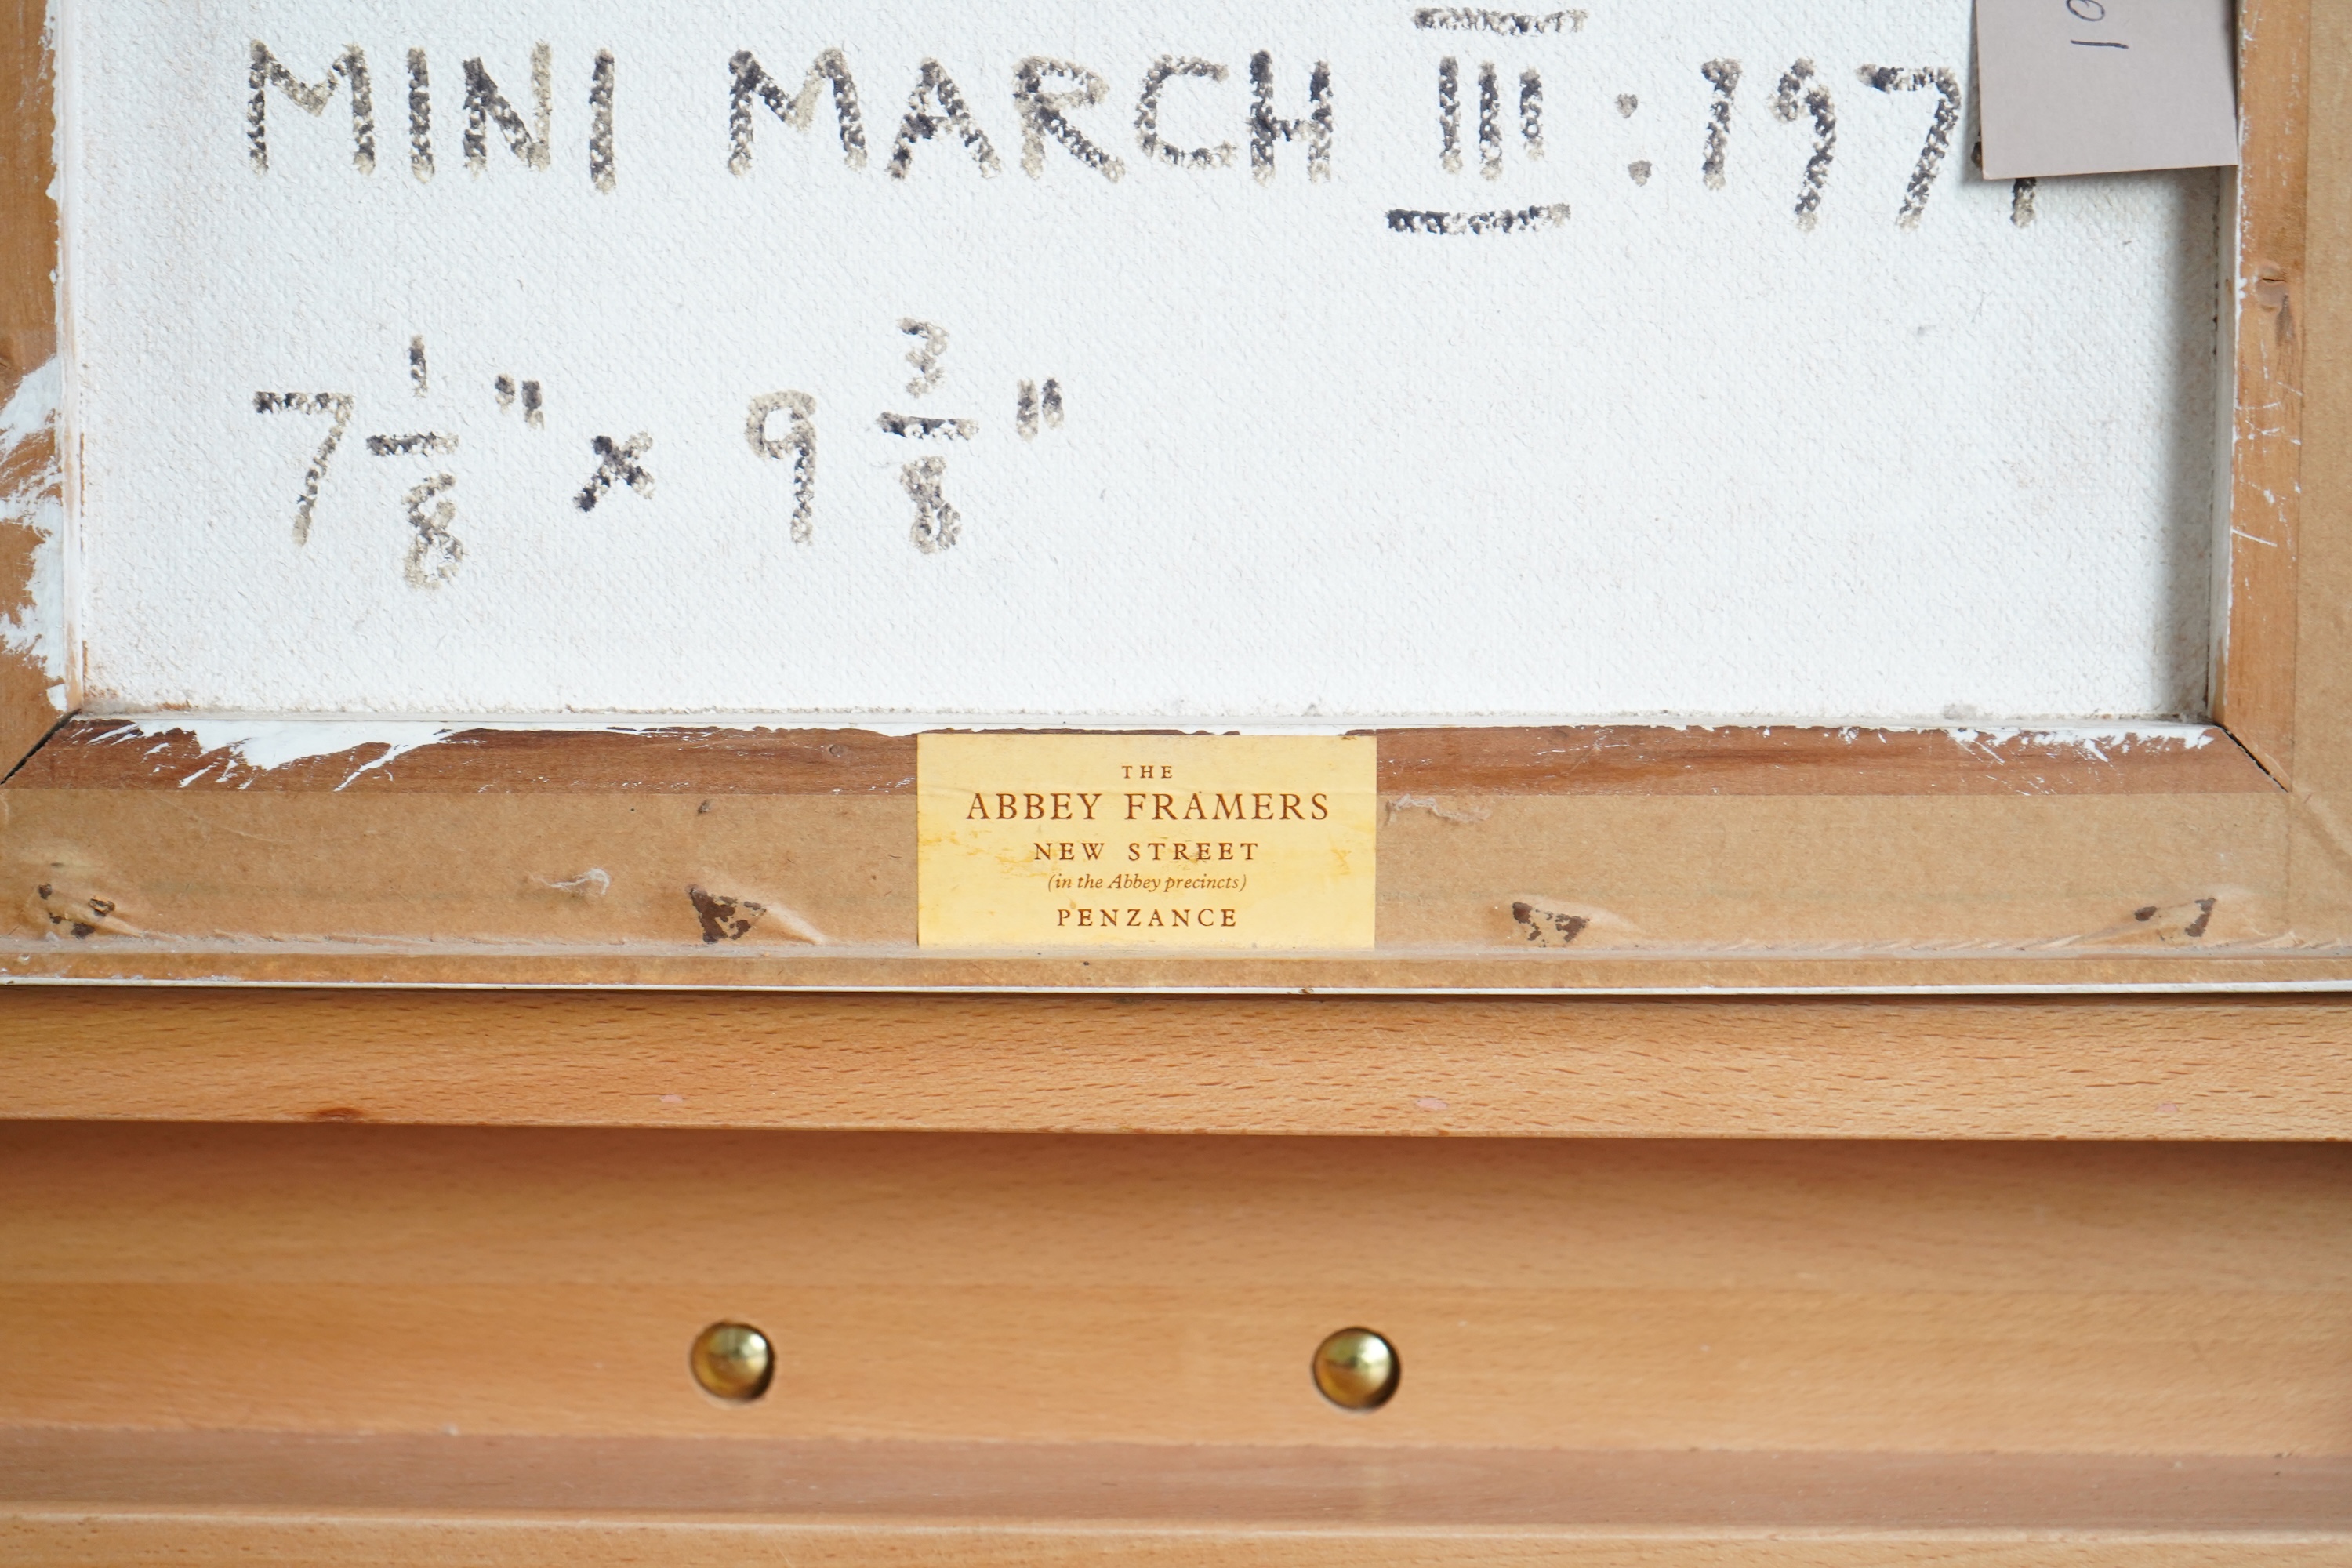 MINI MARCH III : 197
7 1/8" x 9 3/8"
THE
ABBEY FRAMERS
NEW STREET
(in the Abbey precincts)
PENZANCE